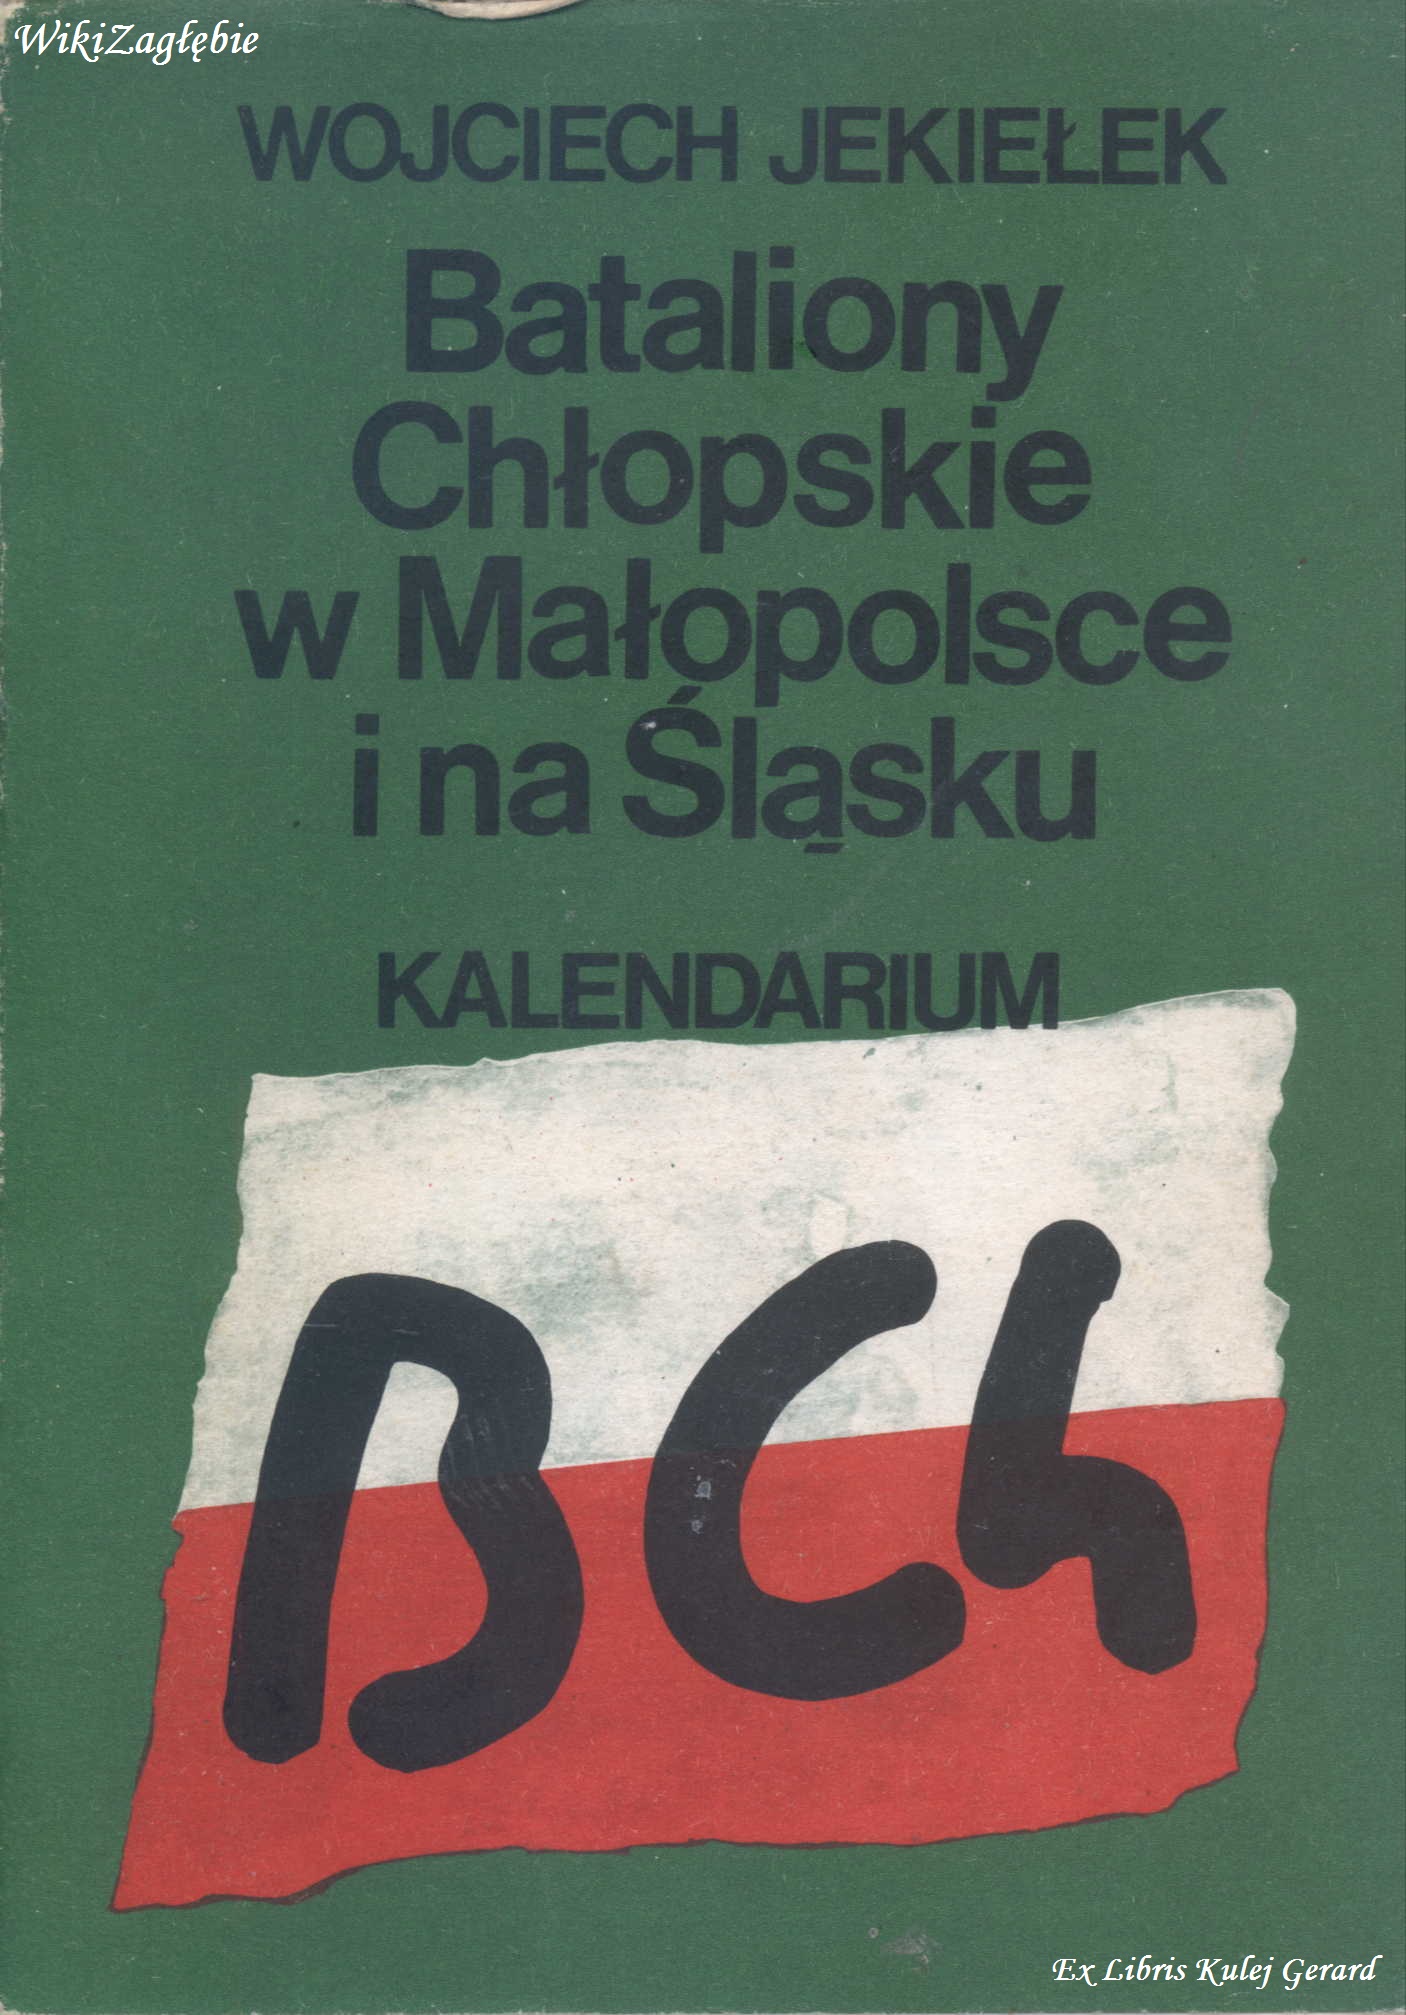 WikiZagłębie
WOJCIECH JEKIEŁEK
Bataliony
Chłopskie
w Małopolsce
i na Śląsku
KALENDARIUM
BCh
Ex Libris Kulej Gerard